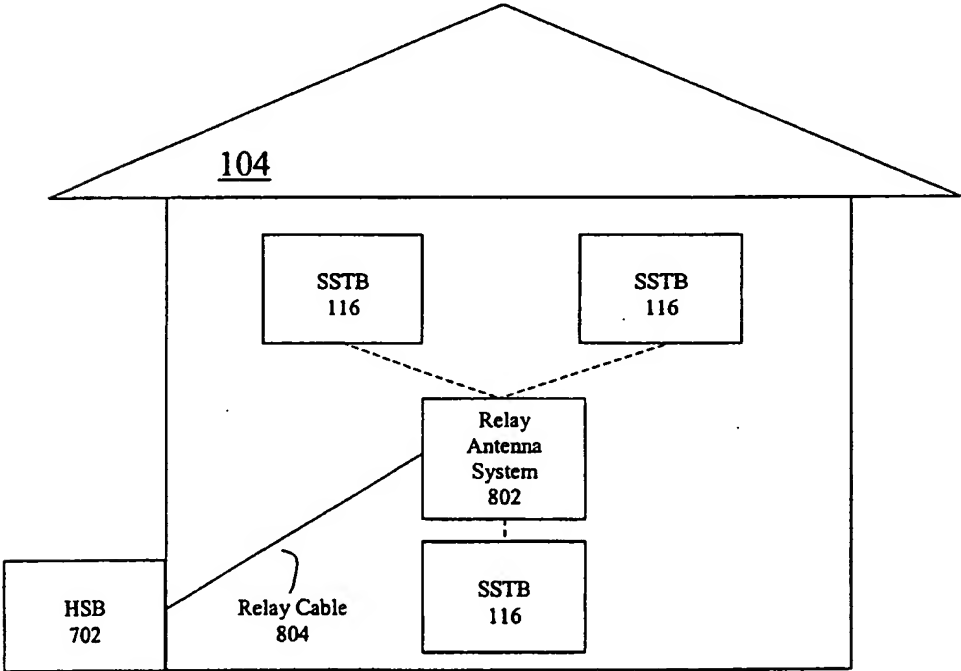 104
SSTB
116
SSTB
116
Relay
Antenna
System
802
SSTB
116
HSB
702
Relay Cable
804